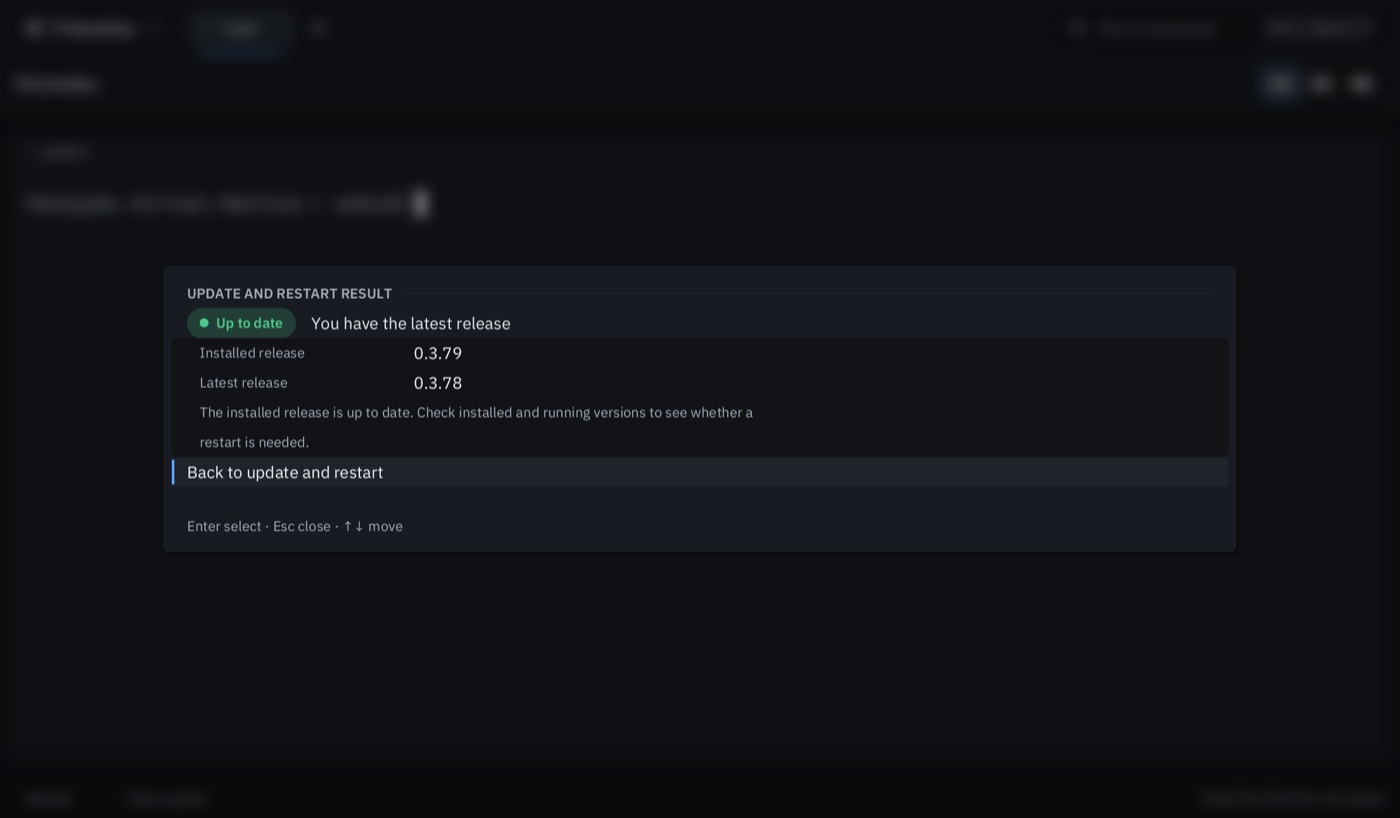 UPDATE AND RESTART RESULT
Up to date You have the latest release
Installed release 0.3.79
Latest release 0.3.78
The installed release is up to date. Check installed and running versions to see whether a
restart is needed.
Back to update and restart
Enter select · Esc close · ↑↓ move